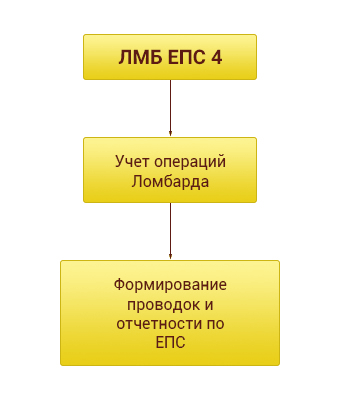 ЛМБ ЕПС 4
Учет операций
Ломбарда
Формирование
проводок и
отчетности по
ЕПС